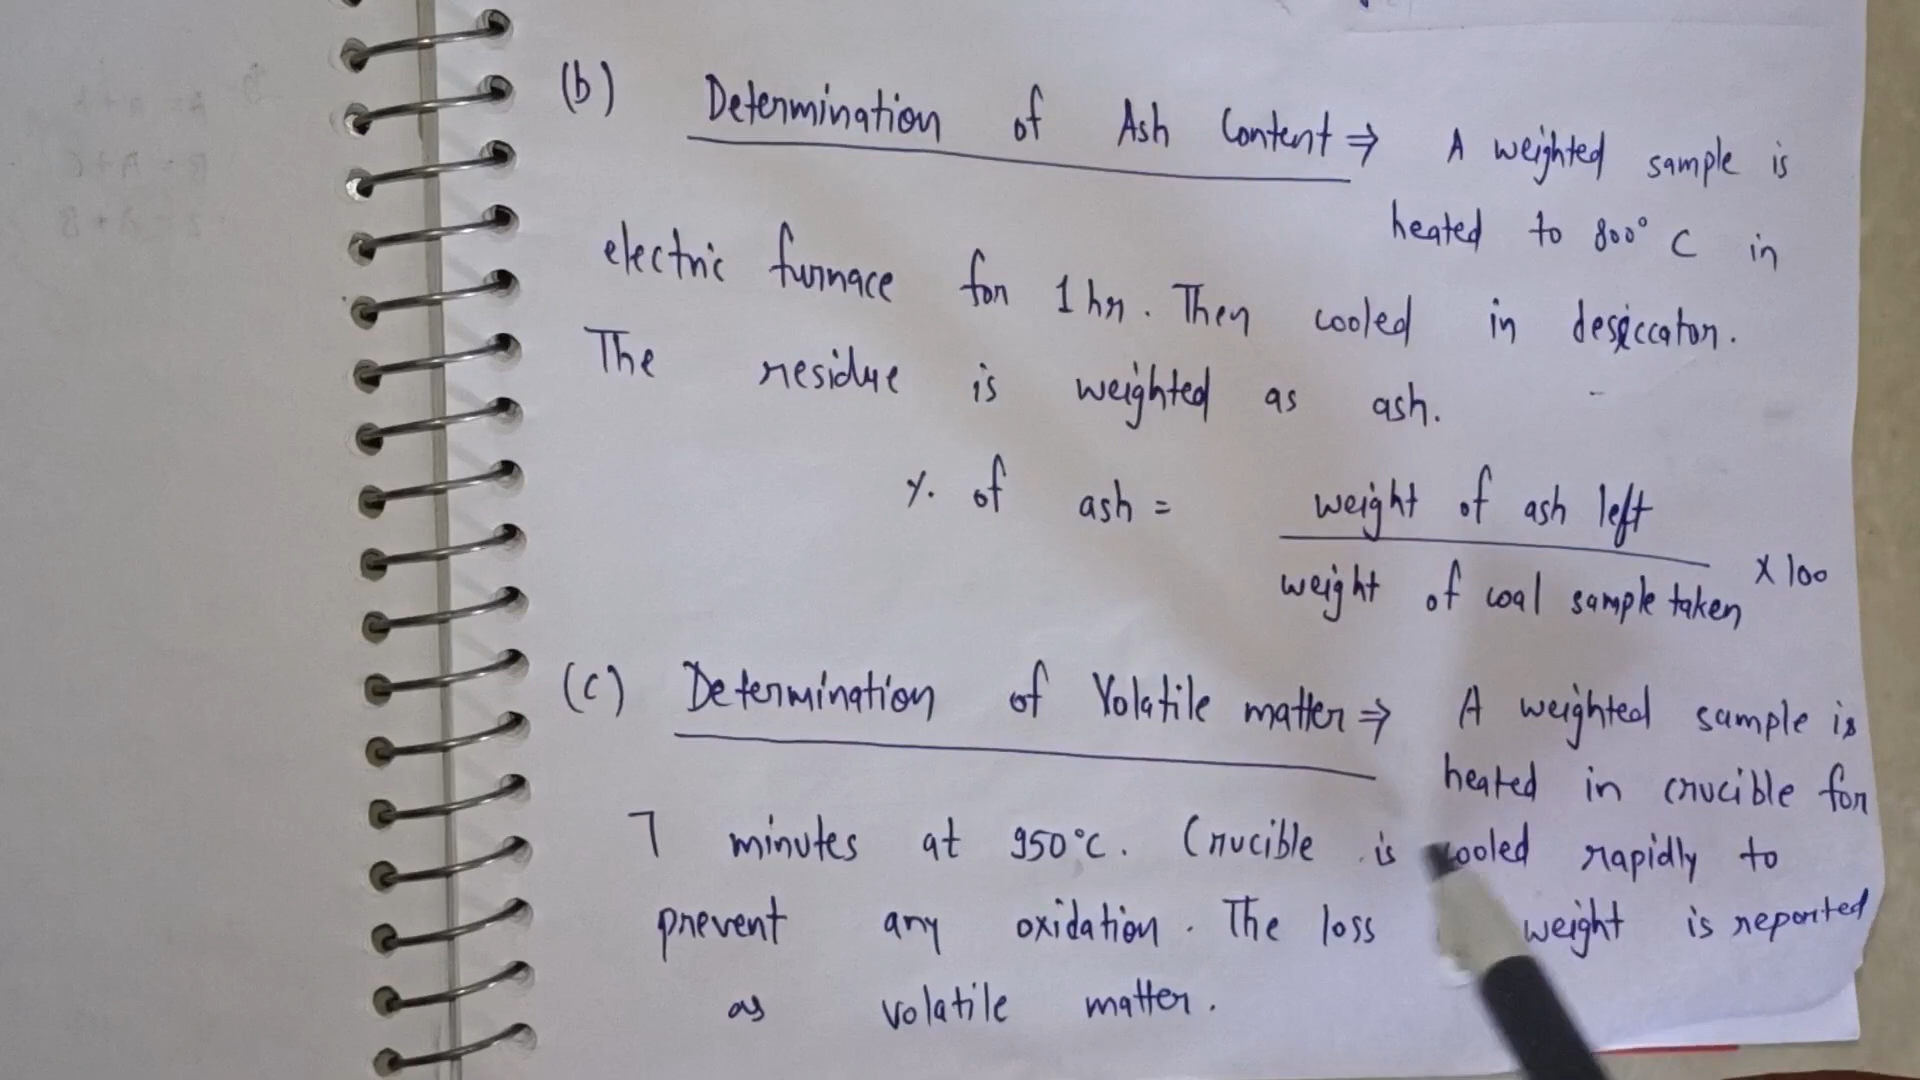 (b) Determination of Ash Content ⇒ A weighted sample is
heated to 800° C in
electric furnace for 1 hr. Then cooled in desiccator.
The residue is weighted as ash.
% of ash = weight of ash left
weight of coal sample taken × 100
(c) Determination of Volatile matter ⇒ A weighted sample is
heated in crucible for
7 minutes at 950°C. Crucible is cooled rapidly to
prevent any oxidation. The loss weight is reported
as volatile matter.